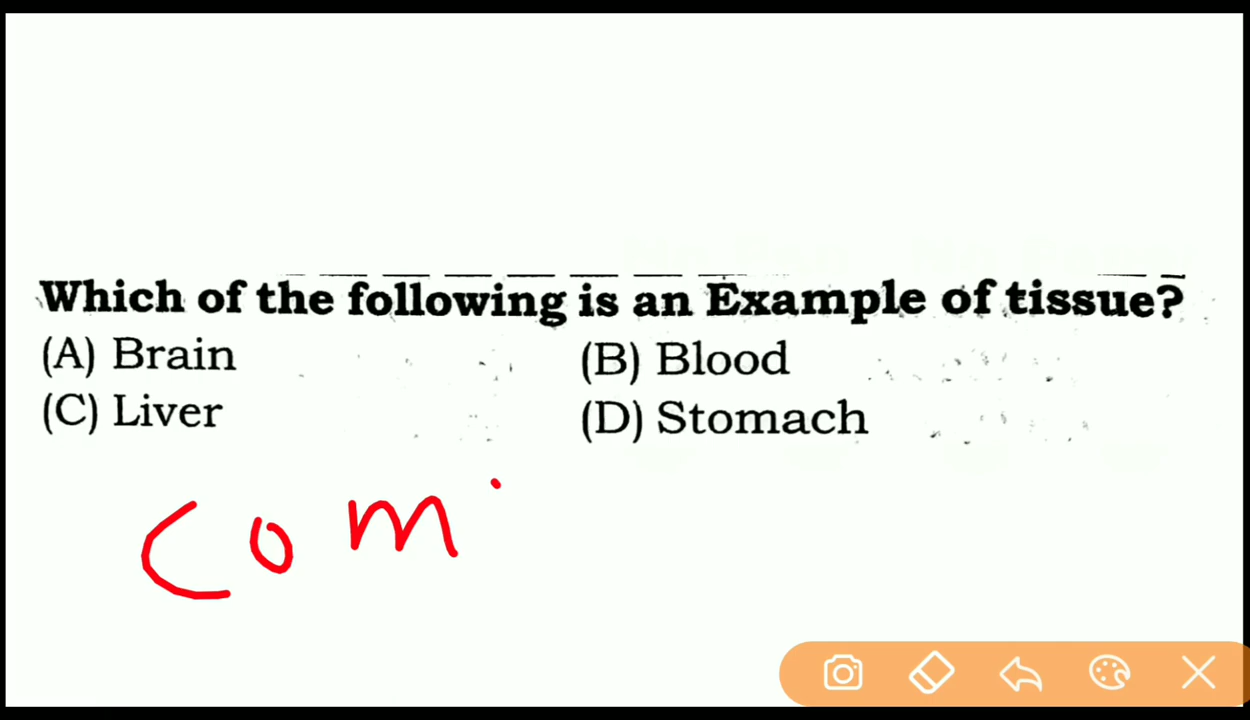 Which of the following is an Example of tissue?
(A) Brain (B) Blood
(C) Liver (D) Stomach
com